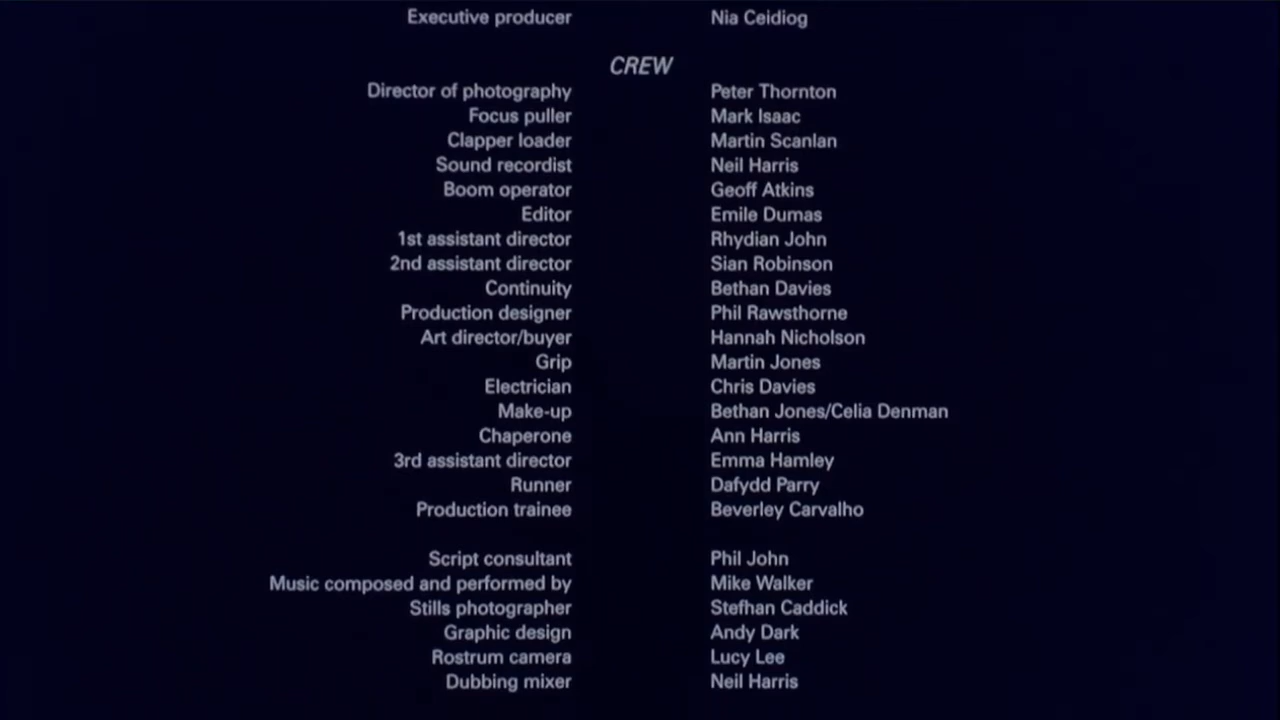 Executive producer Nia Ceidiog
CREW
Director of photography Peter Thornton
Focus puller Mark Isaac
Clapper loader Martin Scanlan
Sound recordist Neil Harris
Boom operator Geoff Atkins
Editor Emile Dumas
1st assistant director Rhydian John
2nd assistant director Sian Robinson
Continuity Bethan Davies
Production designer Phil Rawsthorne
Art director/buyer Hannah Nicholson
Grip Martin Jones
Electrician Chris Davies
Make-up Bethan Jones/Celia Denman
Chaperone Ann Harris
3rd assistant director Emma Hamley
Runner Dafydd Parry
Production trainee Beverley Carvalho
Script consultant Phil John
Music composed and performed by Mike Walker
Stills photographer Stefhan Caddick
Graphic design Andy Dark
Rostrum camera Lucy Lee
Dubbing mixer Neil Harris